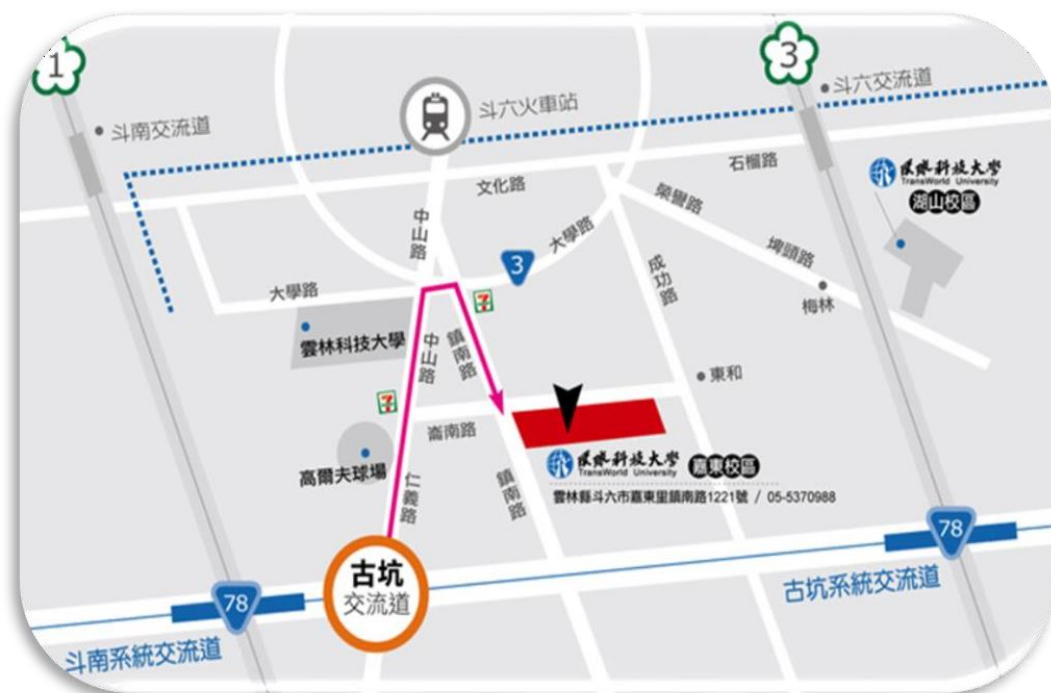 1
3
斗六交流道
斗六火車站
斗南交流道
石榴路
環球科技大學
TransWorld University
湖山校區
文化路
榮譽路
中山路
大學路
3
成功路
埤頭路
大學路
梅林
7
雲林科技大學
中山路
鎮南路
東和
7
崙南路
高爾夫球場
環球科技大學
TransWorld University
嘉東校區
仁義路
鎮南路
雲林縣斗六市嘉東里鎮南路1221號 / 05-5370988
78
古坑
交流道
古坑系統交流道
78
斗南系統交流道